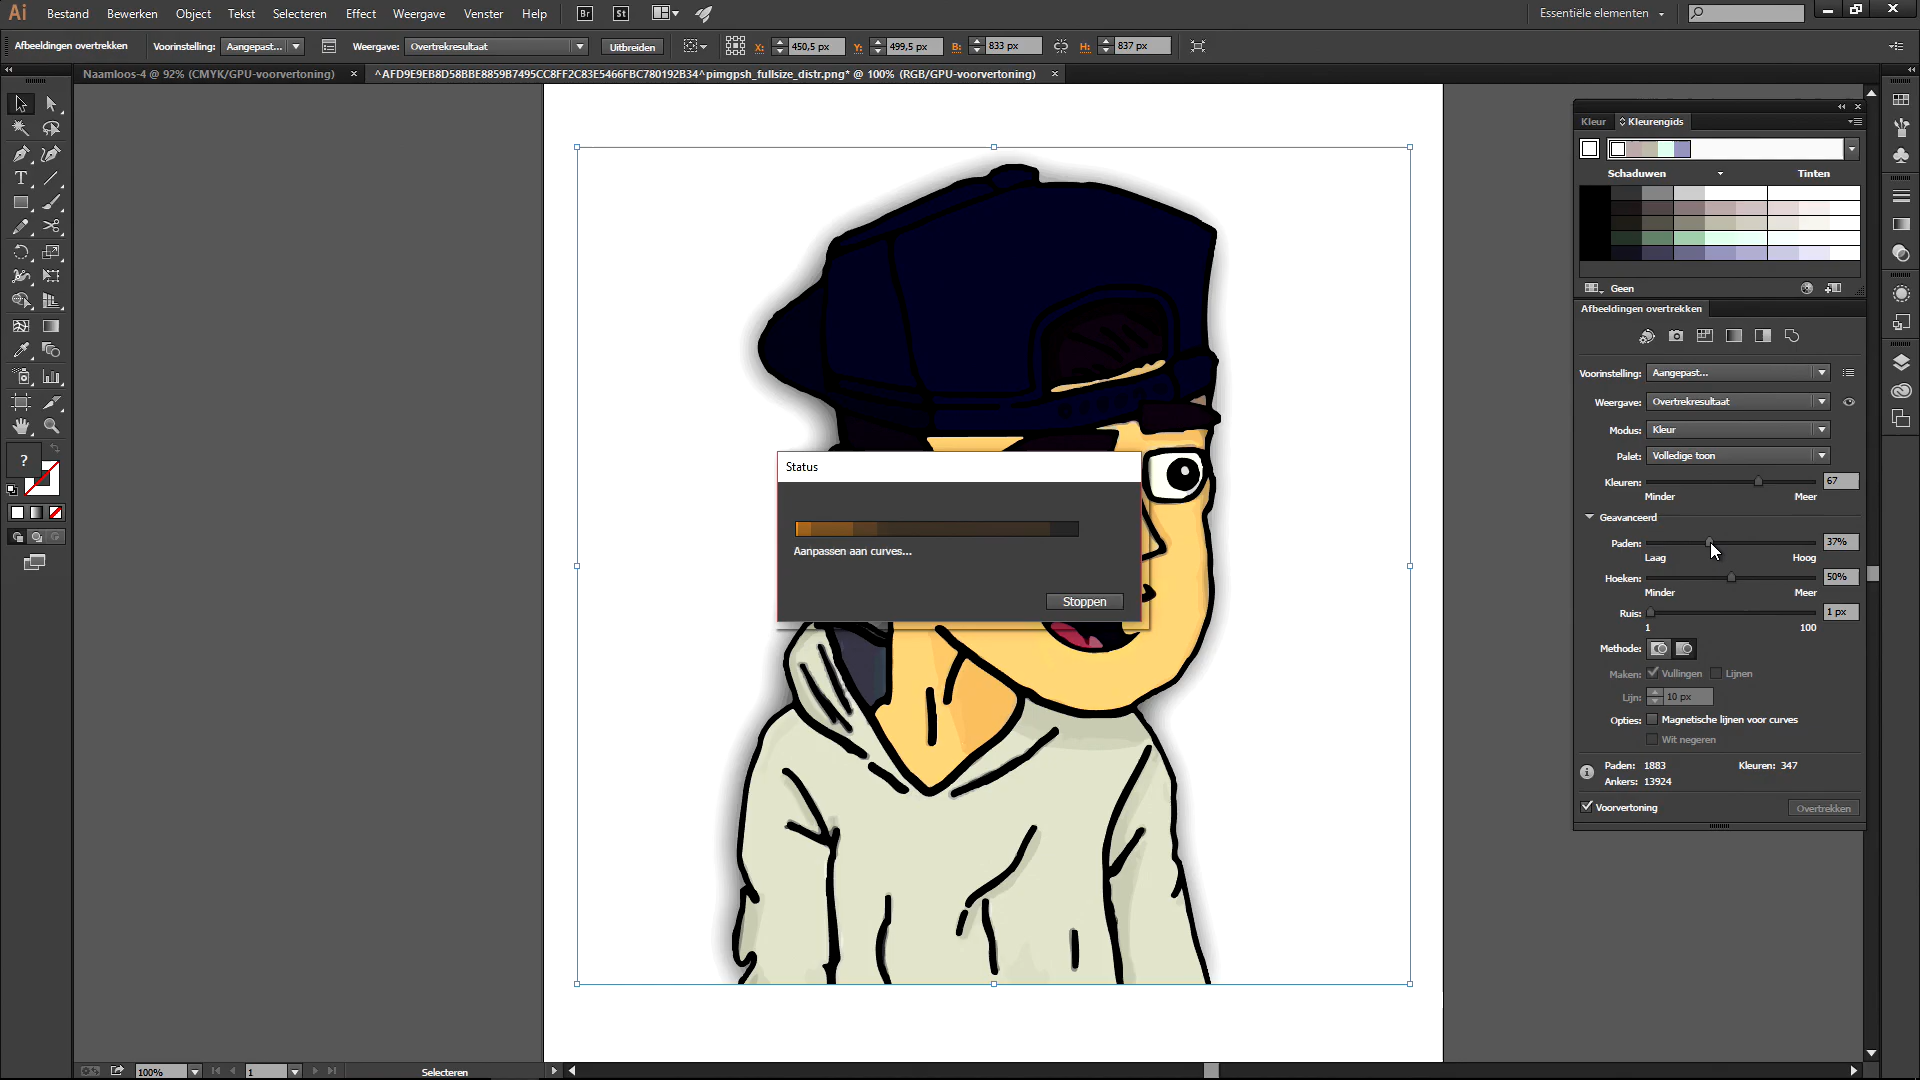 Ai Bestand Bewerken Object Tekst Selecteren Effect Weergave Venster Help Br St Essentiële elementen
Afbeeldingen overtrekken Voorinstelling: Aangepast... Weergave: Overtrekresultaat Uitbreiden X: 450,5 px Y: 499,5 px B: 833 px H: 837 px
Naamloos-4 @ 92% (CMYK/GPU-voorvertoning) × ^AFD9E9EB8D58BBE8859B7495CC8FF2C83E5466FBC780192B34^pimgpsh_fullsize_distr.png* @ 100% (RGB/GPU-voorvertoning) ×
Kleur Kleurengids
Schaduwen Tinten
Geen
Afbeeldingen overtrekken
Voorinstelling: Aangepast...
Weergave: Overtrekresultaat
Modus: Kleur
Palet: Volledige toon
Kleuren: 67
Minder Meer
Geavanceerd
Paden: 37%
Laag Hoog
Hoeken: 50%
Minder Meer
Ruis: 1 px
1 100
Methode:
Maken: Vullingen Lijnen
Lijn: 10 px
Opties: Magnetische lijnen voor curves
Wit negeren
Paden: 1883 Kleuren: 347
Ankers: 13924
Voorvertoning Overtrekken
Status
Aanpassen aan curves...
Stoppen
T
?
100% 1 Selecteren